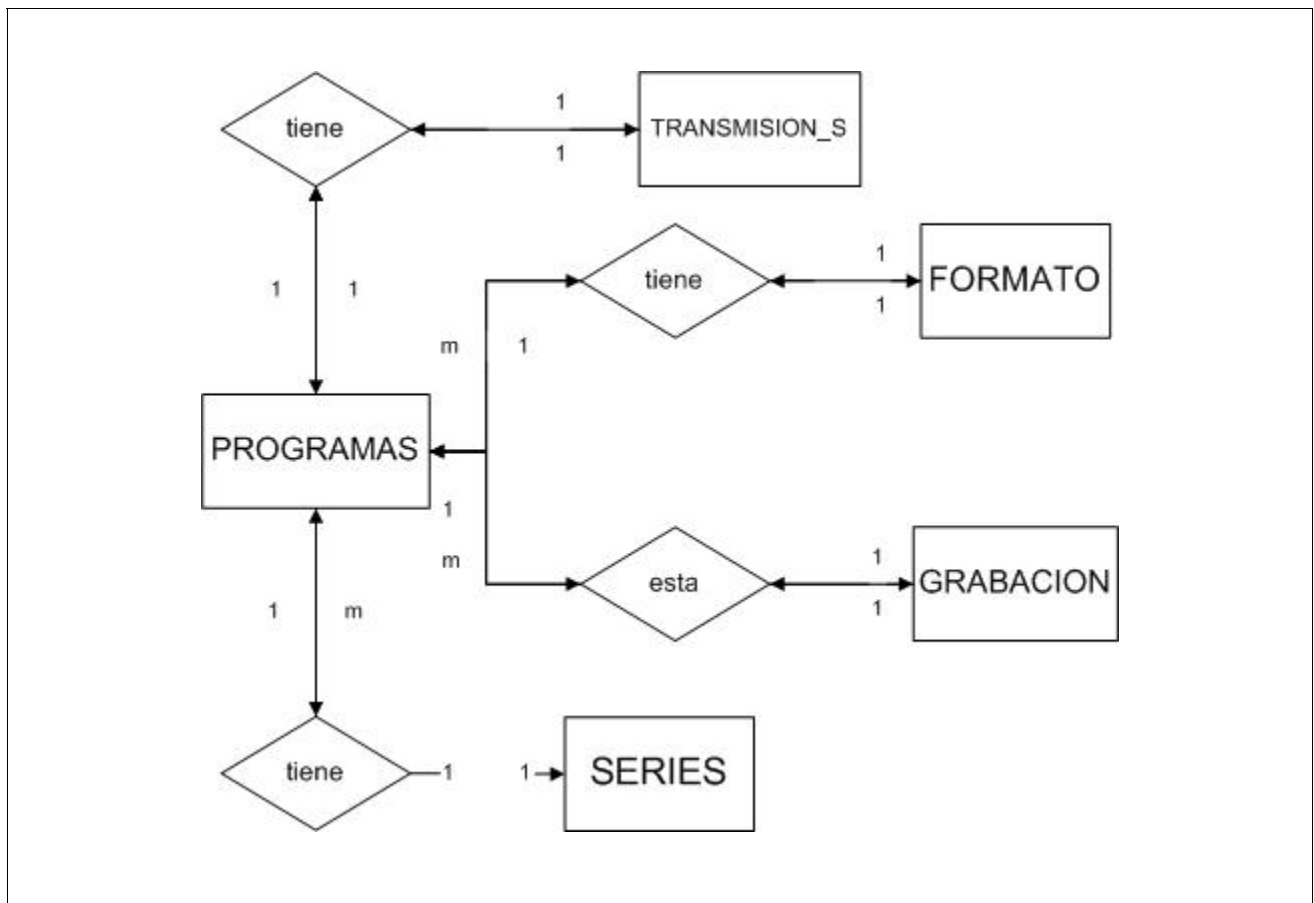 1
tiene
TRANSMISION_S
1
1
tiene
FORMATO
1
1 1
m 1
PROGRAMAS
1
m
1
esta
GRABACION
1
1 m
tiene
1
1
SERIES